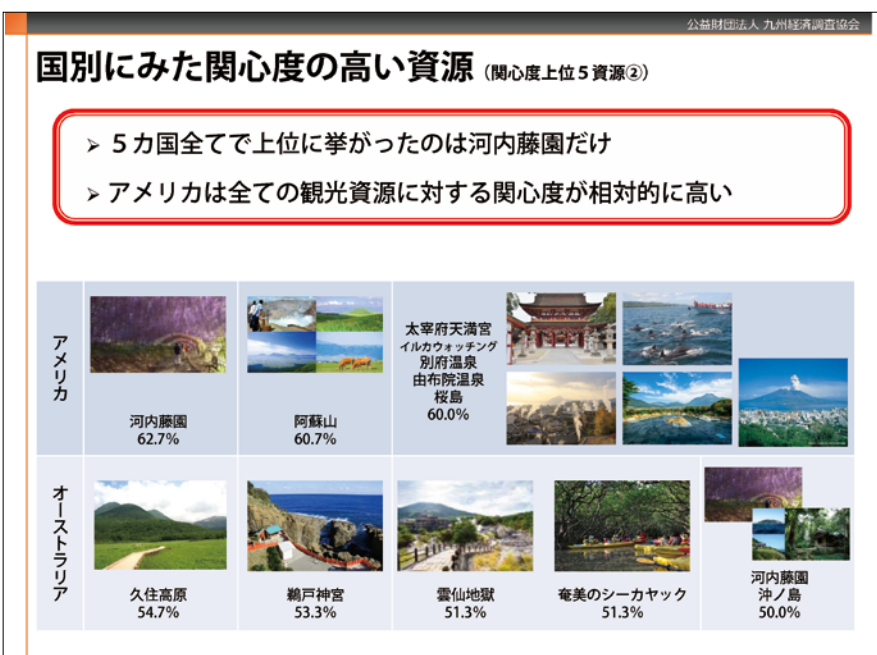 公益財団法人 九州経済調査協会
国別にみた関心度の高い資源（関心度上位５資源②）
➢ ５カ国全てで上位に挙がったのは河内藤園だけ
➢ アメリカは全ての観光資源に対する関心度が相対的に高い
アメリカ
河内藤園
62.7%
阿蘇山
60.7%
太宰府天満宮
イルカウォッチング
別府温泉
由布院温泉
桜島
60.0%
オーストラリア
久住高原
54.7%
鵜戸神宮
53.3%
雲仙地獄
51.3%
奄美のシーカヤック
51.3%
河内藤園
沖ノ島
50.0%